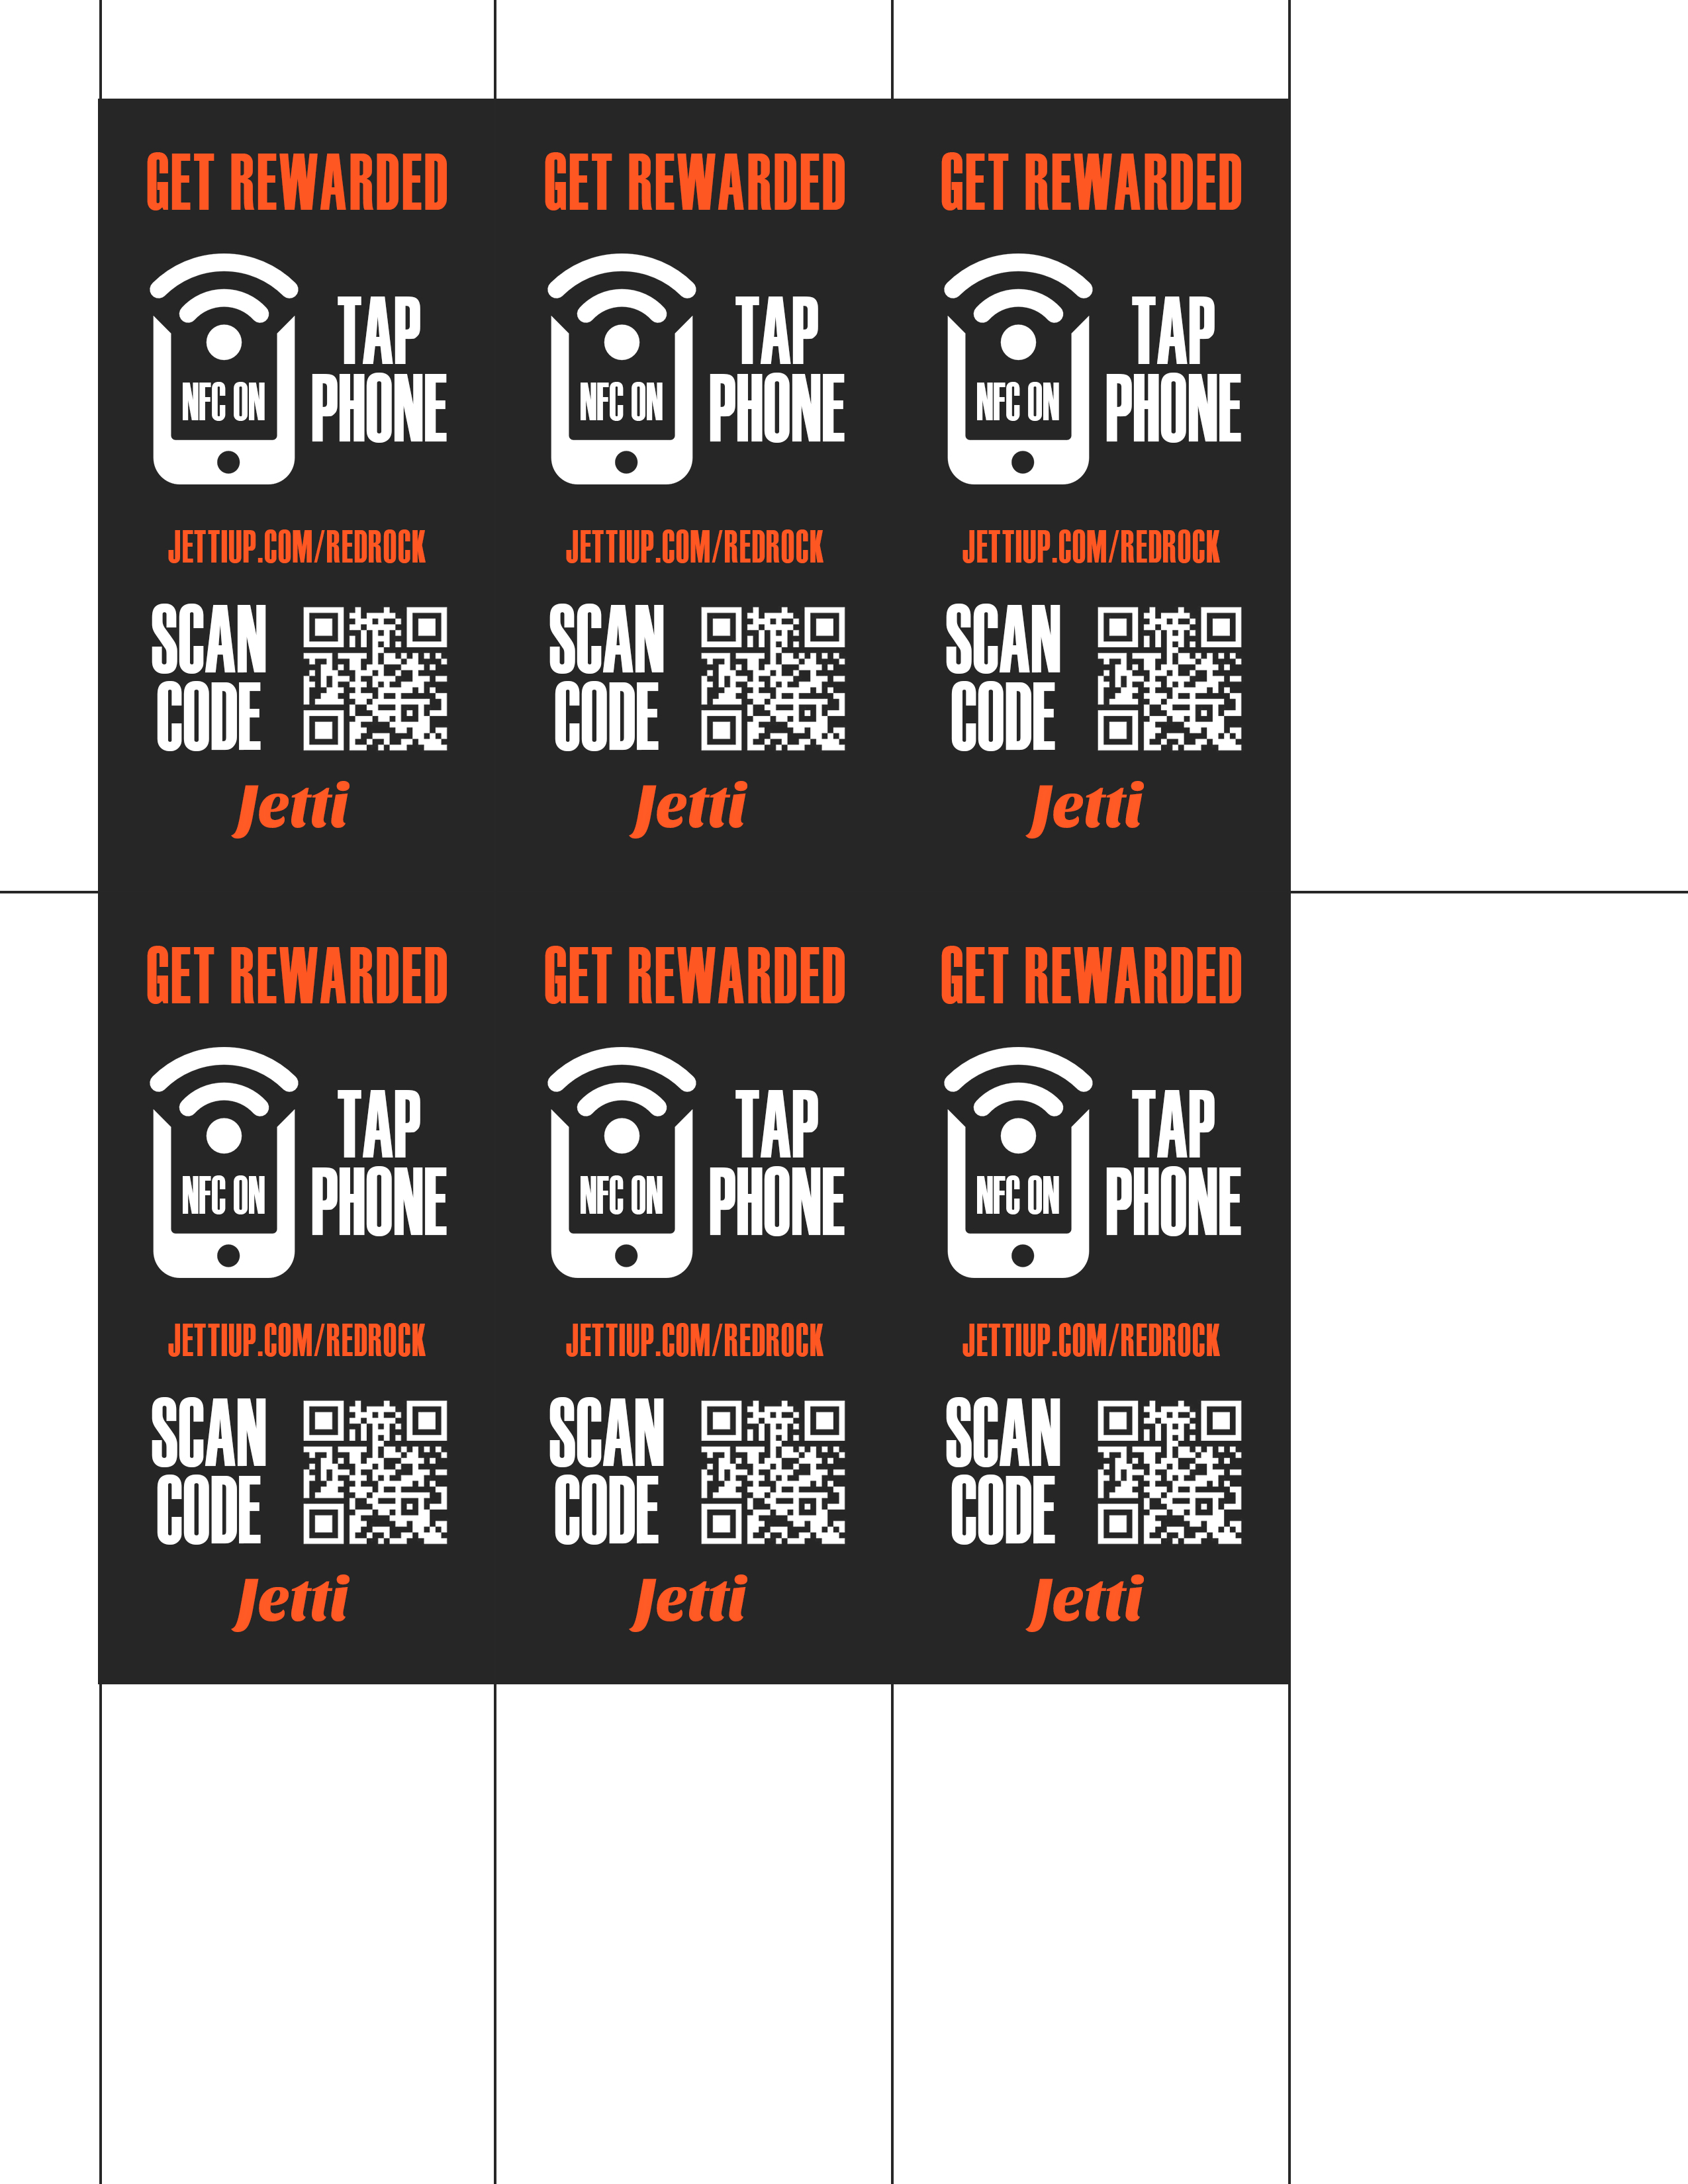 GET REWARDED GET REWARDED GET REWARDED
TAP TAP TAP
NFC ON PHONE NFC ON PHONE NFC ON PHONE
JETTIUP.COM/REDROCK JETTIUP.COM/REDROCK JETTIUP.COM/REDROCK
SCAN SCAN SCAN
CODE CODE CODE
Jetti Jetti Jetti
GET REWARDED GET REWARDED GET REWARDED
TAP TAP TAP
NFC ON PHONE NFC ON PHONE NFC ON PHONE
JETTIUP.COM/REDROCK JETTIUP.COM/REDROCK JETTIUP.COM/REDROCK
SCAN SCAN SCAN
CODE CODE CODE
Jetti Jetti Jetti